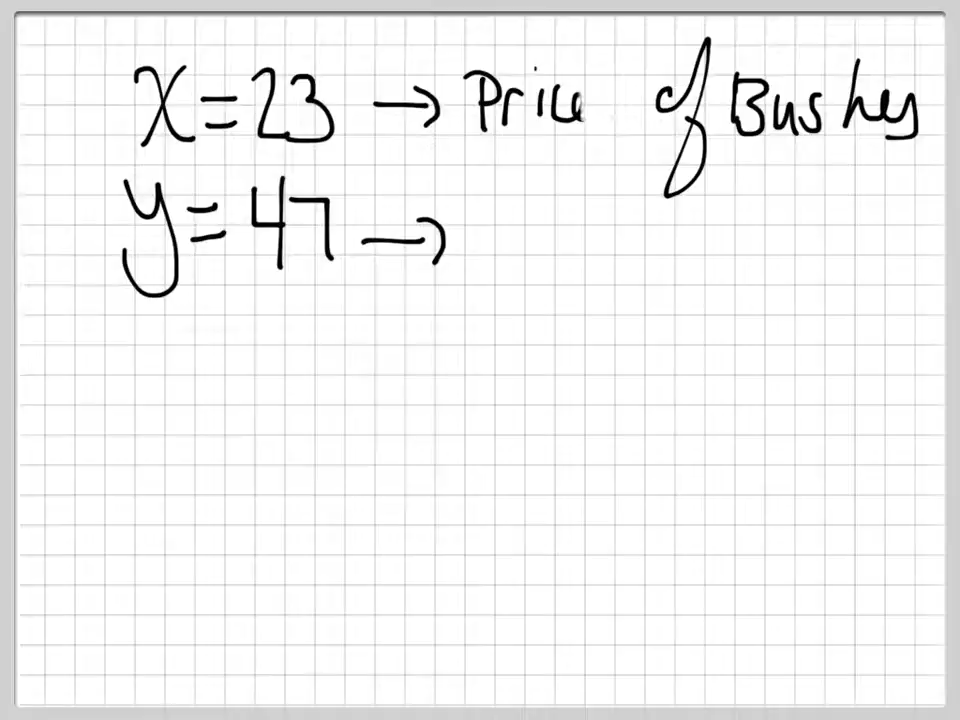 x = 23 → Price of Bushes
y = 47 →